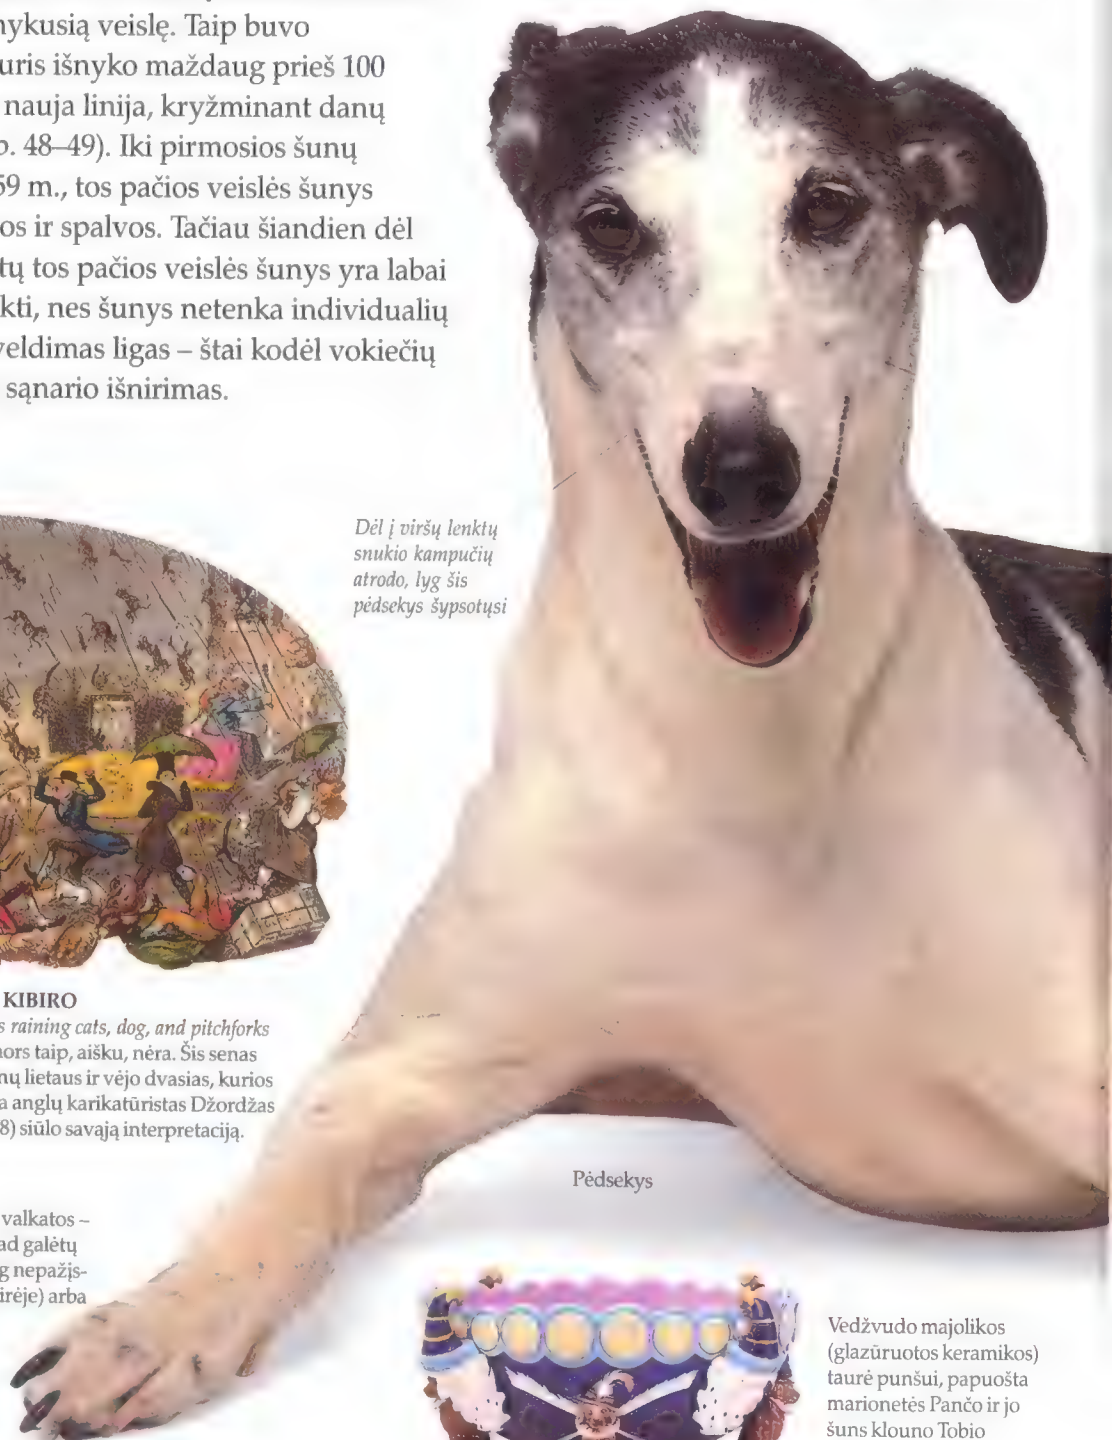 nykusią veislę. Taip buvo
uris išnyko maždaug prieš 100
nauja linija, kryžminant danų
p. 48–49). Iki pirmosios šunų
59 m., tos pačios veislės šunys
os ir spalvos. Tačiau šiandien dėl
tų tos pačios veislės šunys yra labai
kti, nes šunys netenka individualių
veldimas ligas – štai kodėl vokiečių
sąnario išnirimas.
Dėl į viršų lenktų
snukio kampučių
atrodo, lyg šis
pėdsekys šypsotųsi
KIBIRO
s raining cats, dog, and pitchforks
nors taip, aišku, nėra. Šis senas
nų lietaus ir vėjo dvasias, kurios
a anglų karikatūristas Džordžas
8) siūlo savąją interpretaciją.
Pėdsekys
valkatos –
ad galėtų
g nepažįs-
irėje) arba
Vedžvudo majolikos
(glazūruotos keramikos)
taurė punšui, papuošta
marionetės Pančo ir jo
šuns klouno Tobio